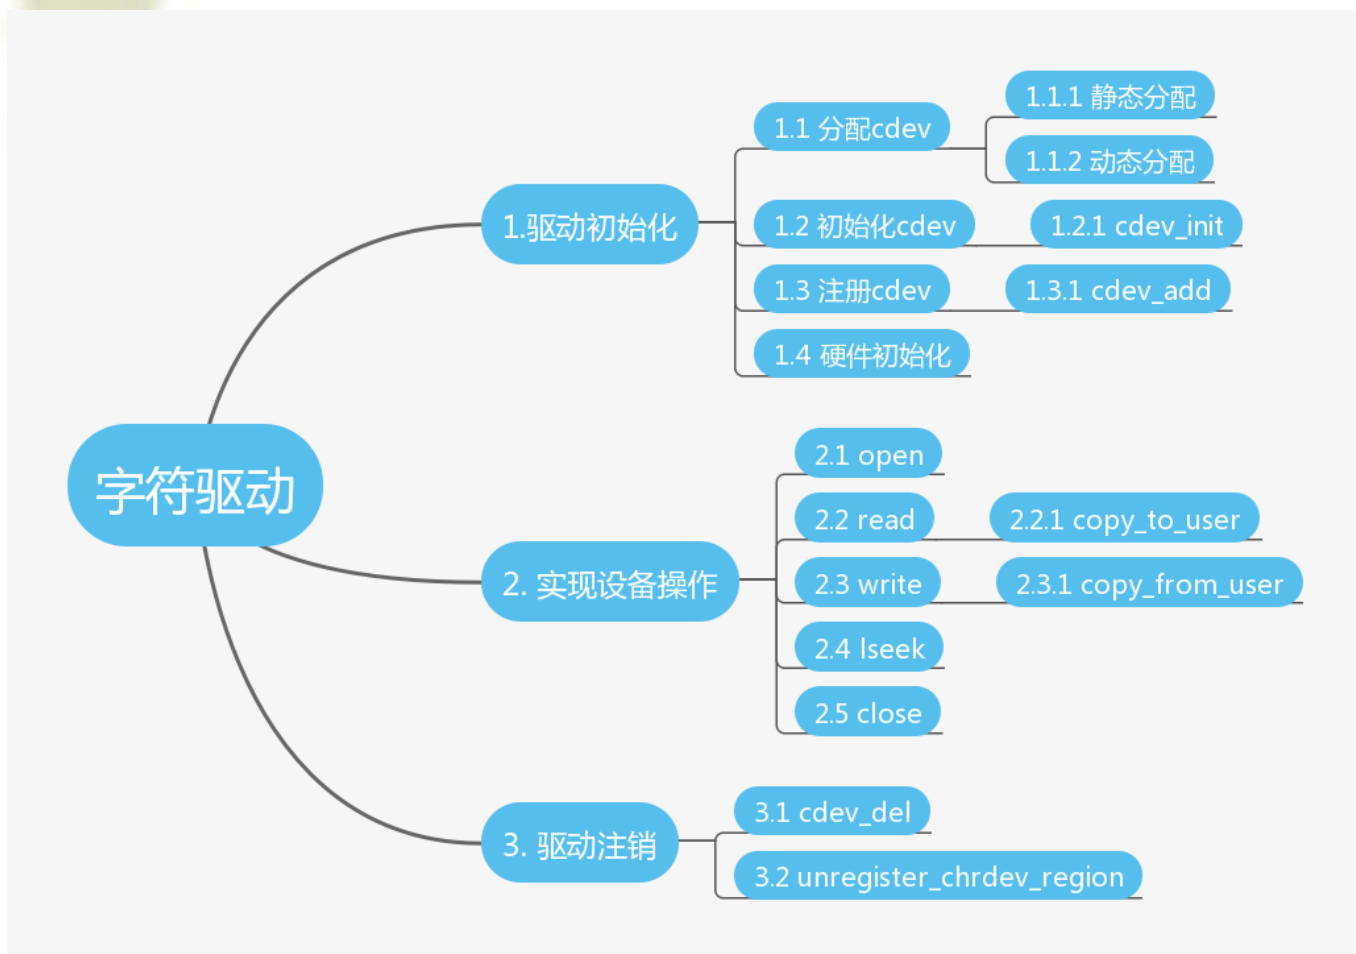 字符驱动
1.驱动初始化
1.1 分配cdev
1.1.1 静态分配
1.1.2 动态分配
1.2 初始化cdev
1.2.1 cdev_init
1.3 注册cdev
1.3.1 cdev_add
1.4 硬件初始化
2. 实现设备操作
2.1 open
2.2 read
2.2.1 copy_to_user
2.3 write
2.3.1 copy_from_user
2.4 lseek
2.5 close
3. 驱动注销
3.1 cdev_del
3.2 unregister_chrdev_region